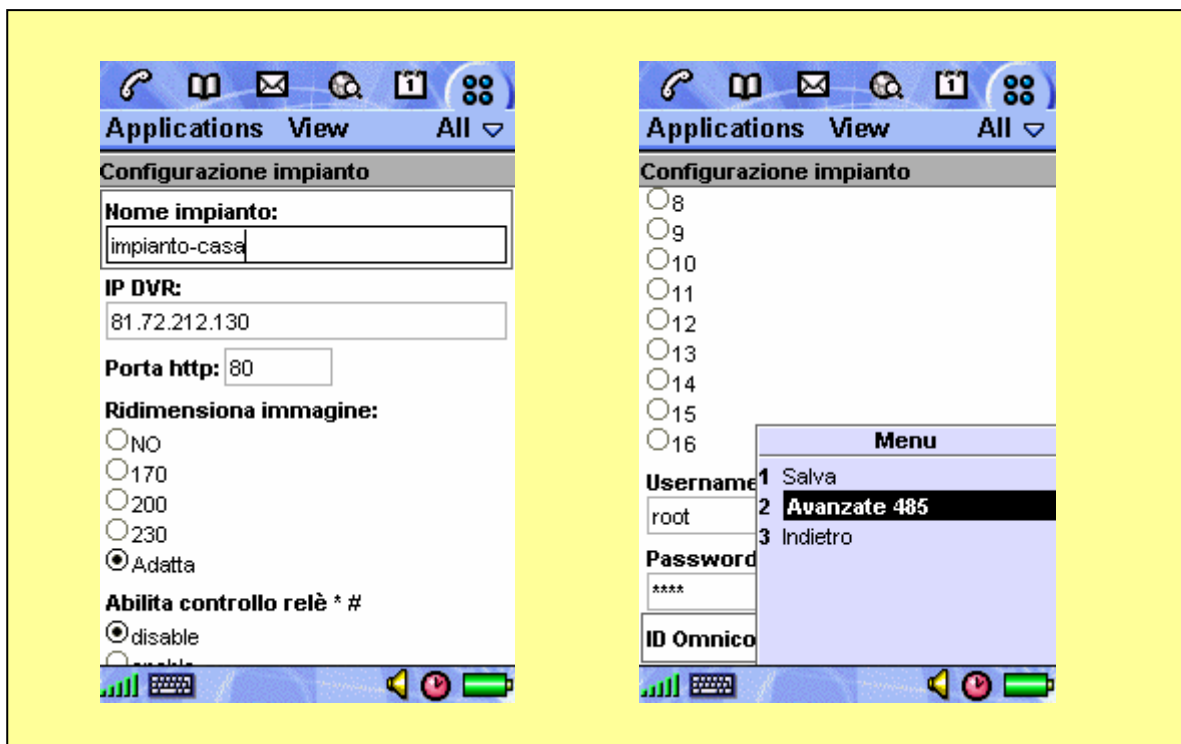 Applications View All
Configurazione impianto
Nome impianto:
impianto-casa
IP DVR:
81.72.212.130
Porta http: 80
Ridimensiona immagine:
NO
170
200
230
Adatta
Abilita controllo relè * #
disable
Applications View All
Configurazione impianto
8
9
10
11
12
13
14
15
16
Username
root
Password
****
ID Omnico
Menu
1 Salva
2 Avanzate 485
3 Indietro